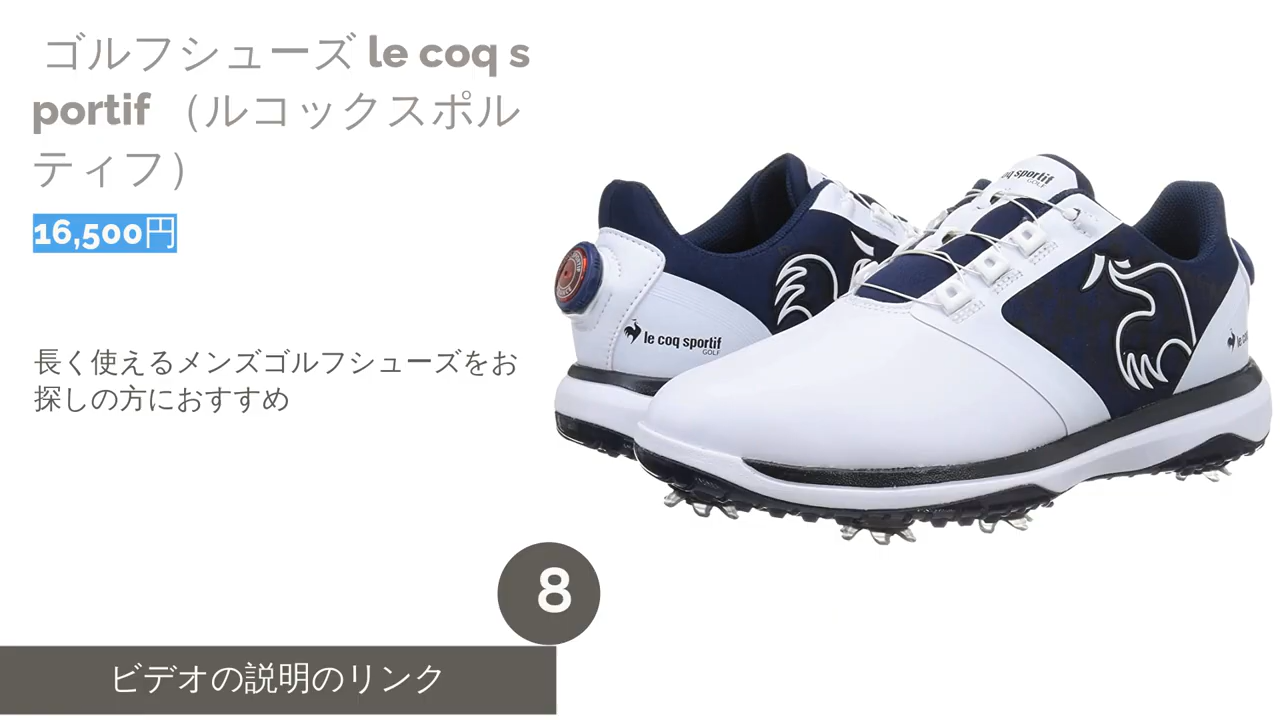 ゴルフシューズ le coq s
portif （ルコックスポル
ティフ）
16,500円
長く使えるメンズゴルフシューズをお
探しの方におすすめ
le coq sportif
GOLF
oq sportif
GOLF
le co
8
ビデオの説明のリンク